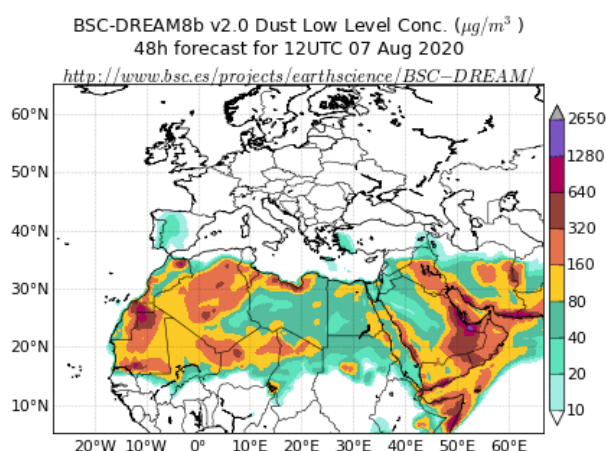 BSC-DREAM8b v2.0 Dust Low Level Conc. (μg/m³ )
48h forecast for 12UTC 07 Aug 2020
http://www.bsc.es/projects/earthscience/BSC−DREAM/
60°N
50°N
40°N
30°N
20°N
10°N
20°W 10°W 0° 10°E 20°E 30°E 40°E 50°E 60°E
2650
1280
640
320
160
80
40
20
10